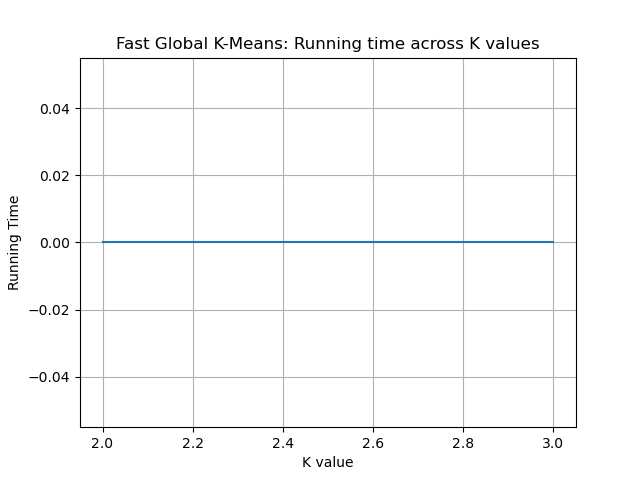 Fast Global K-Means: Running time across K values
Running Time
0.04
0.02
0.00
−0.02
−0.04
2.0 2.2 2.4 2.6 2.8 3.0
K value